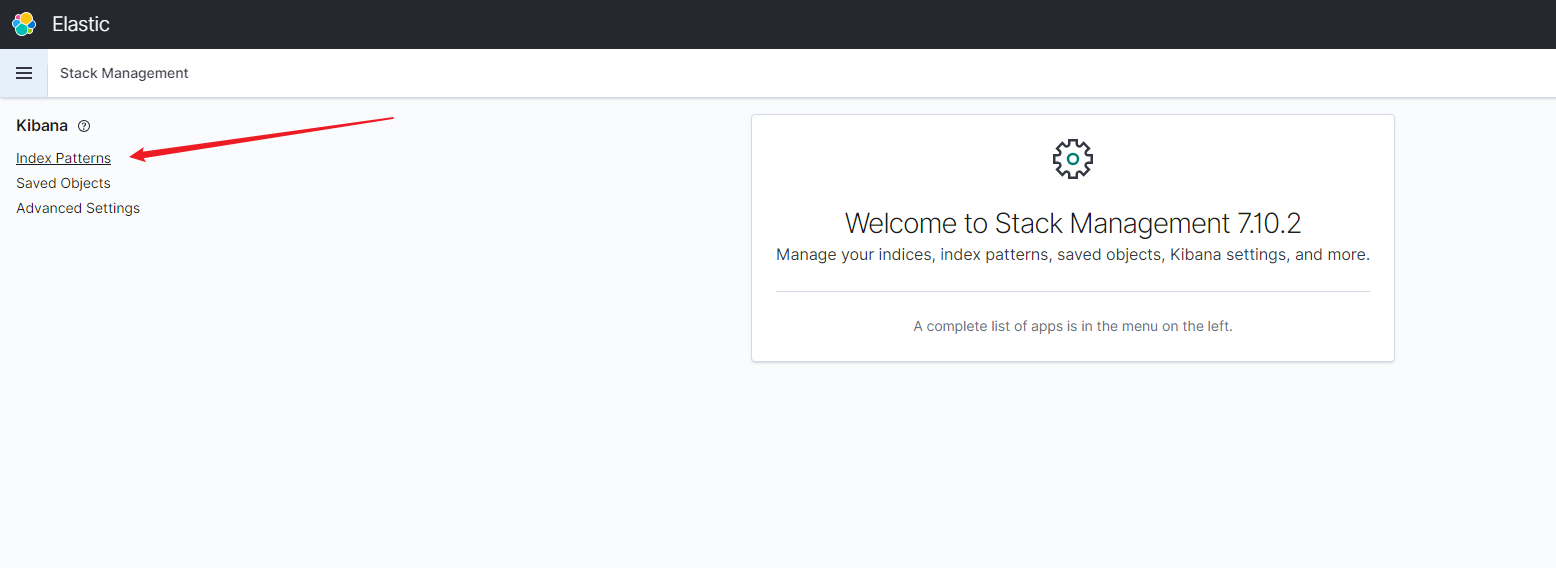 Elastic
Stack Management
Kibana
Index Patterns
Saved Objects
Advanced Settings
Welcome to Stack Management 7.10.2
Manage your indices, index patterns, saved objects, Kibana settings, and more.
A complete list of apps is in the menu on the left.